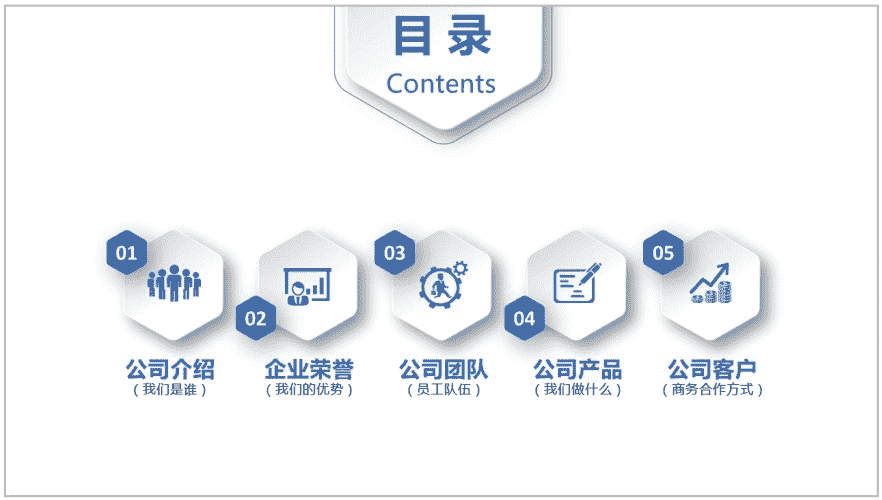 目录
Contents
01
公司介绍
（我们是谁）
02
企业荣誉
（我们的优势）
03
公司团队
（员工队伍）
04
公司产品
（我们做什么）
05
公司客户
（商务合作方式）